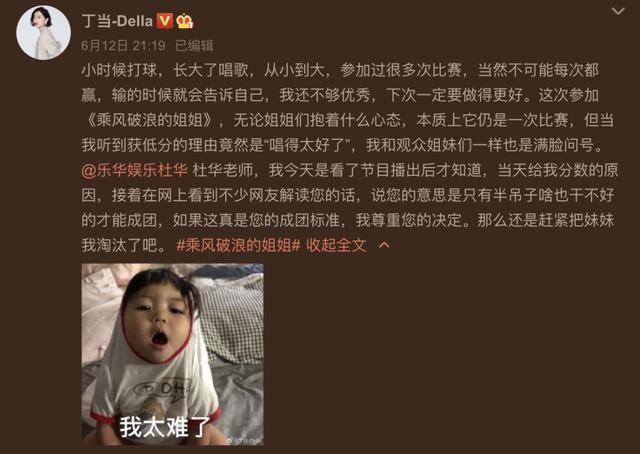 丁当-Della
6月12日 21:19 已编辑
小时候打球，长大了唱歌，从小到大，参加过很多次比赛，当然不可能每次都
赢，输的时候就会告诉自己，我还不够优秀，下次一定要做得更好。这次参加
《乘风破浪的姐姐》，无论姐姐们抱着什么心态，本质上它仍是一次比赛，但当
我听到获低分的理由竟然是“唱得太好了”，我和观众姐妹们一样也是满脸问号。
@乐华娱乐杜华 杜华老师，我今天是看了节目播出后才知道，当天给我分数的原
因，接着在网上看到不少网友解读您的话，说您的意思是只有半吊子啥也干不好
的才能成团，如果这真是您的成团标准，我尊重您的决定。那么还是赶紧把妹妹
我淘汰了吧。#乘风破浪的姐姐# 收起全文
我太难了